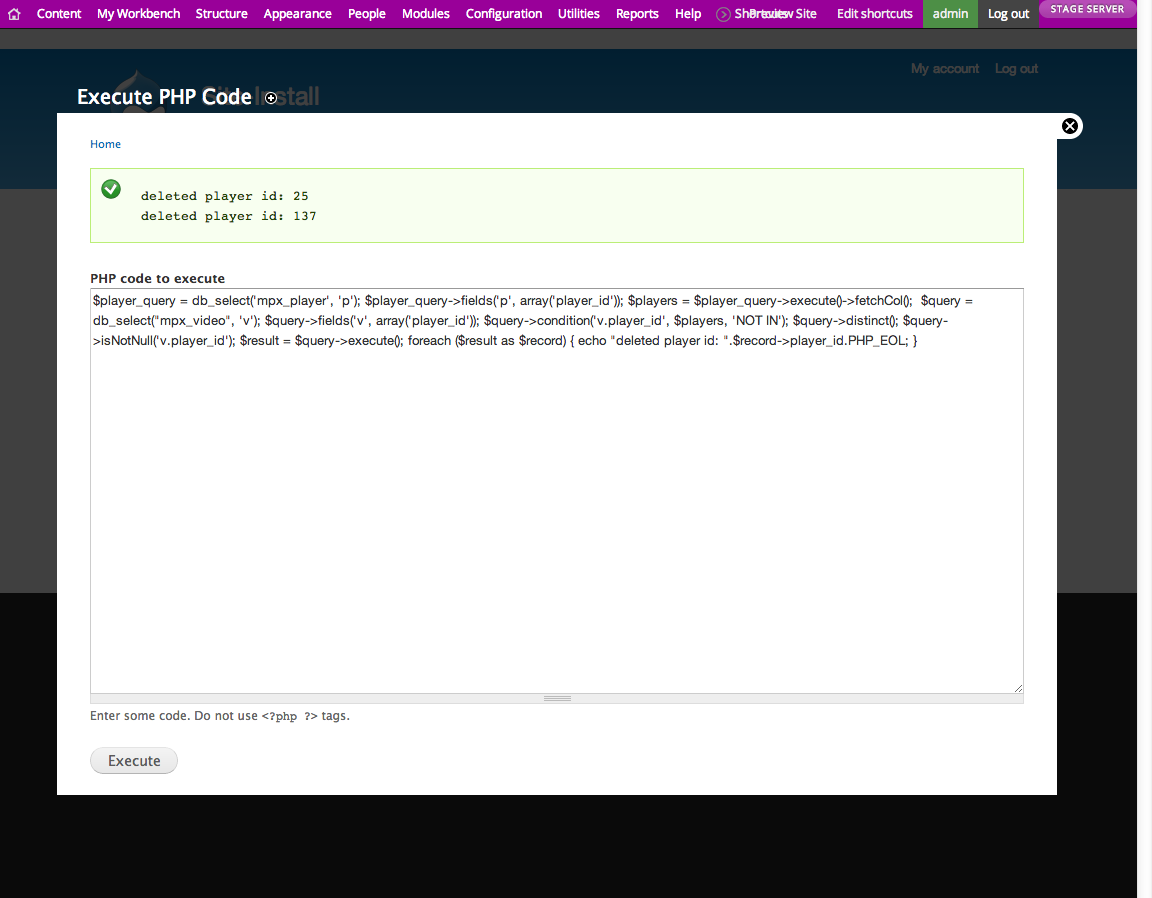 Content My Workbench Structure Appearance People Modules Configuration Utilities Reports Help Preview Site Edit shortcuts admin Log out STAGE SERVER
My account Log out
Execute PHP Code
Home
deleted player id: 25
deleted player id: 137
PHP code to execute
$player_query = db_select('mpx_player', 'p'); $player_query->fields('p', array('player_id')); $players = $player_query->execute()->fetchCol();  $query =
db_select("mpx_video", 'v'); $query->fields('v', array('player_id')); $query->condition('v.player_id', $players, 'NOT IN'); $query->distinct(); $query-
>isNotNull('v.player_id'); $result = $query->execute(); foreach ($result as $record) { echo "deleted player id: ".$record->player_id.PHP_EOL; }
Enter some code. Do not use <?php ?> tags.
Execute